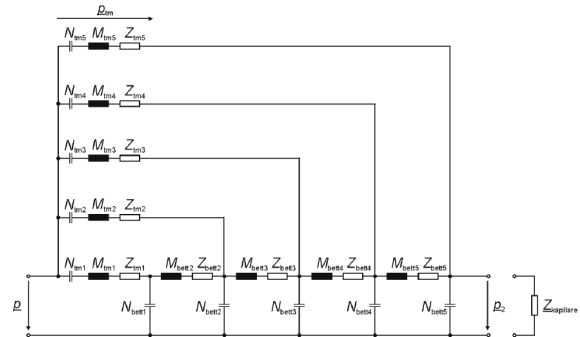 p_tm
N_tm5 M_tm5 Z_tm5
N_tm4 M_tm4 Z_tm4
N_tm3 M_tm3 Z_tm3
N_tm2 M_tm2 Z_tm2
M_bett2 Z_bett2 M_bett3 Z_bett3 M_bett4 Z_bett4 M_bett5 Z_bett5
N_tm1 M_tm1 Z_tm1
p N_bett1 N_bett2 N_bett3 N_bett4 N_bett5 p_2 Z_kapillare